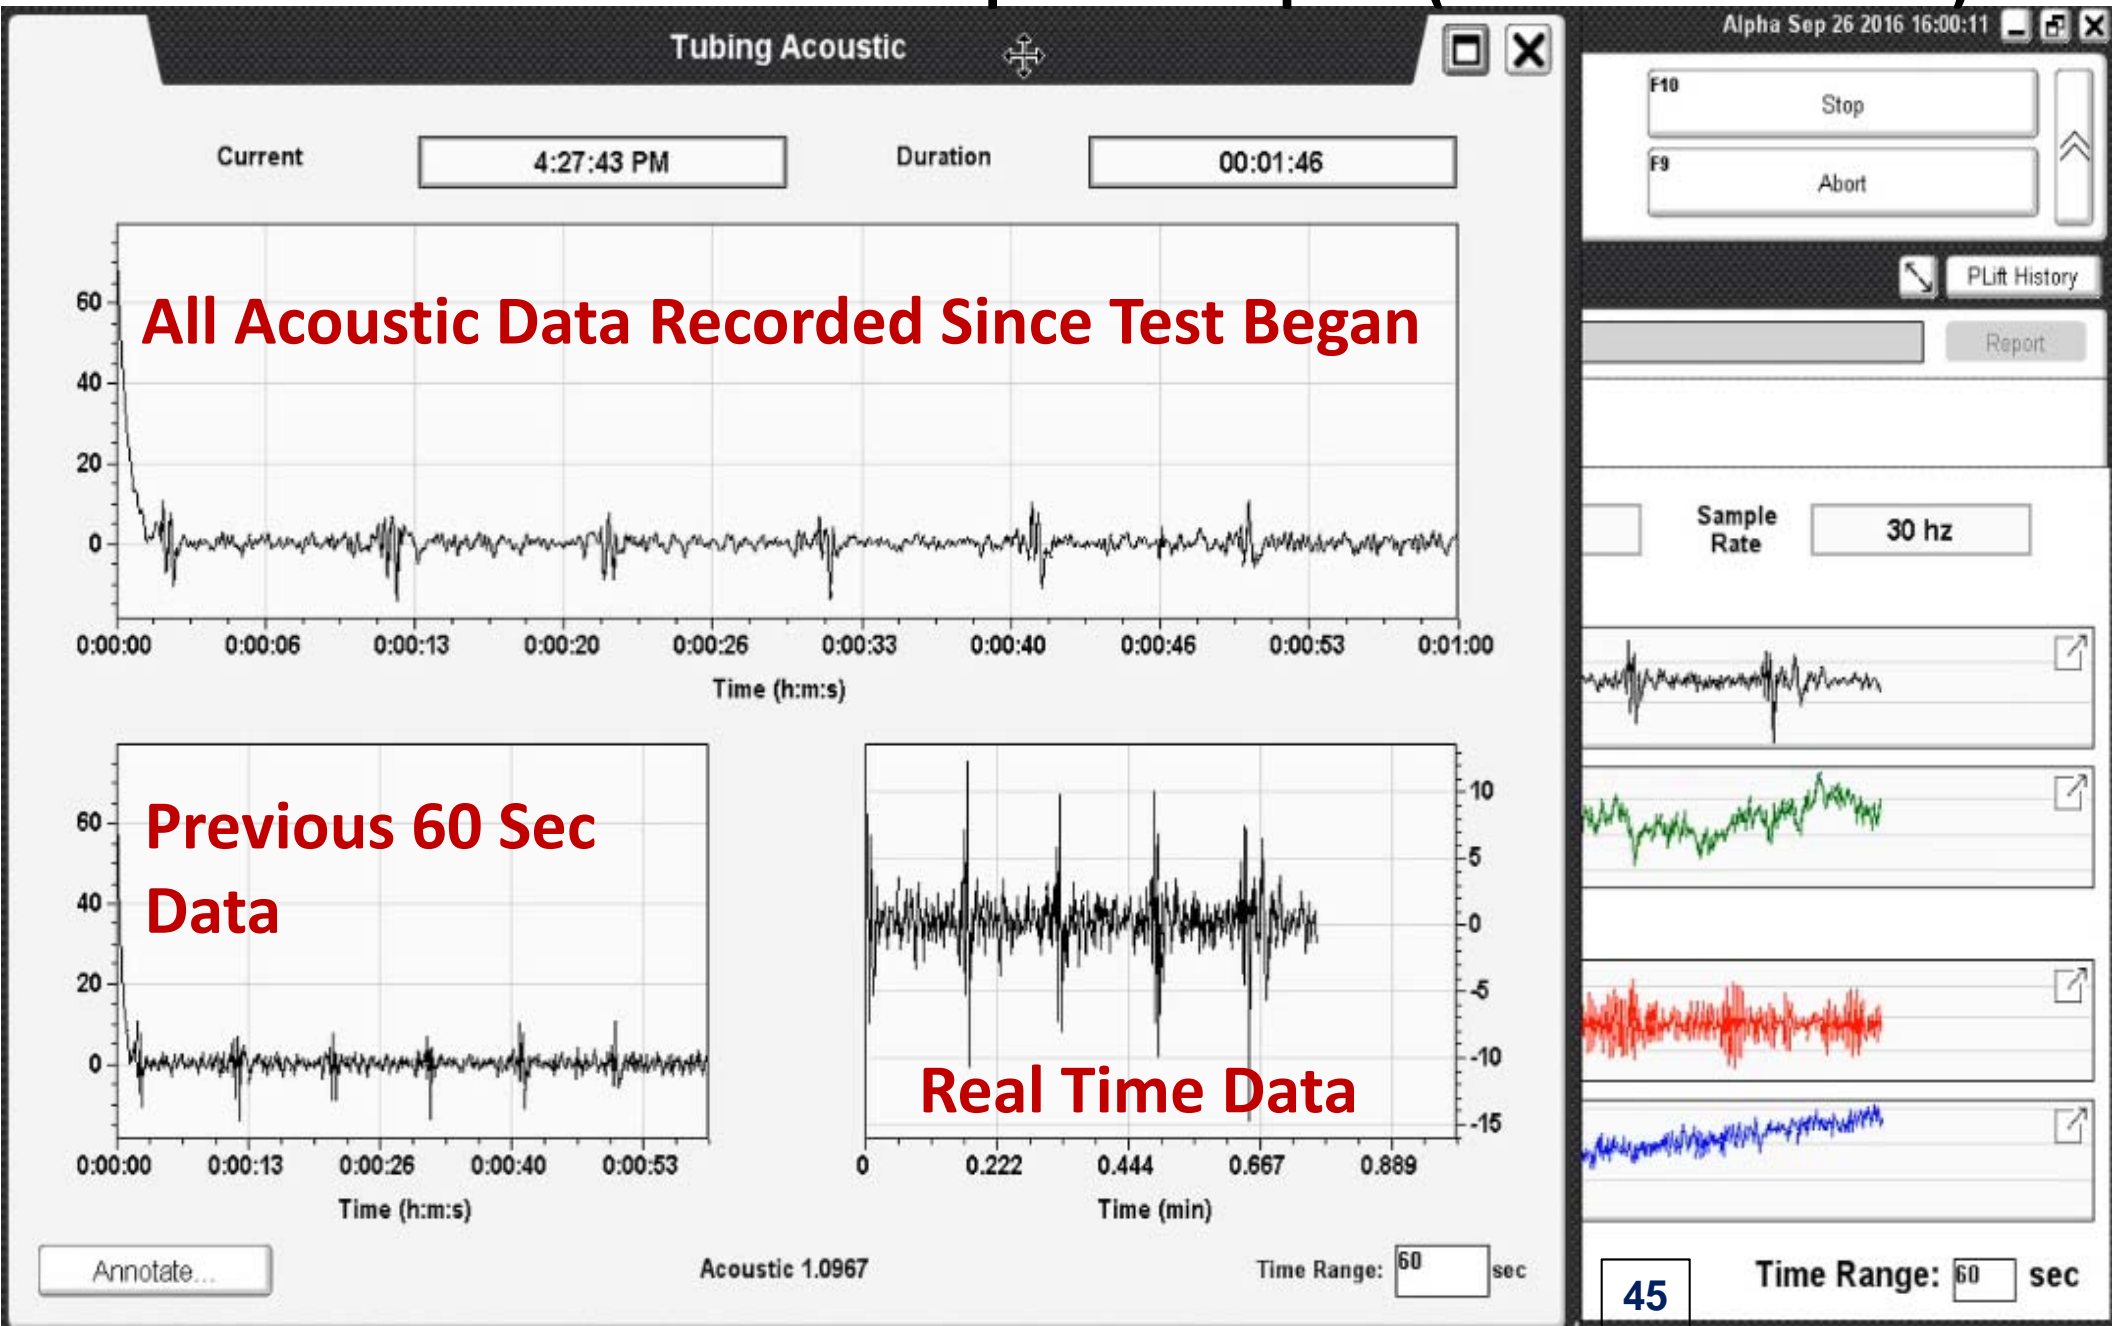 Alpha Sep 26 2016 16:00:11
Tubing Acoustic
F10
Stop
F9
Abort
Current
4:27:43 PM
Duration
00:01:46
PLift History
Report
All Acoustic Data Recorded Since Test Began
60
40
20
0
0:00:00
0:00:06
0:00:13
0:00:20
0:00:26
0:00:33
0:00:40
0:00:46
0:00:53
0:01:00
Time (h:m:s)
Sample
Rate
30 hz
Previous 60 Sec
Data
60
40
20
0
0:00:00
0:00:13
0:00:26
0:00:40
0:00:53
Time (h:m:s)
Real Time Data
10
5
0
-5
-10
-15
0
0.222
0.444
0.667
0.889
Time (min)
Annotate...
Acoustic 1.0967
Time Range: 60 sec
45
Time Range: 60 sec